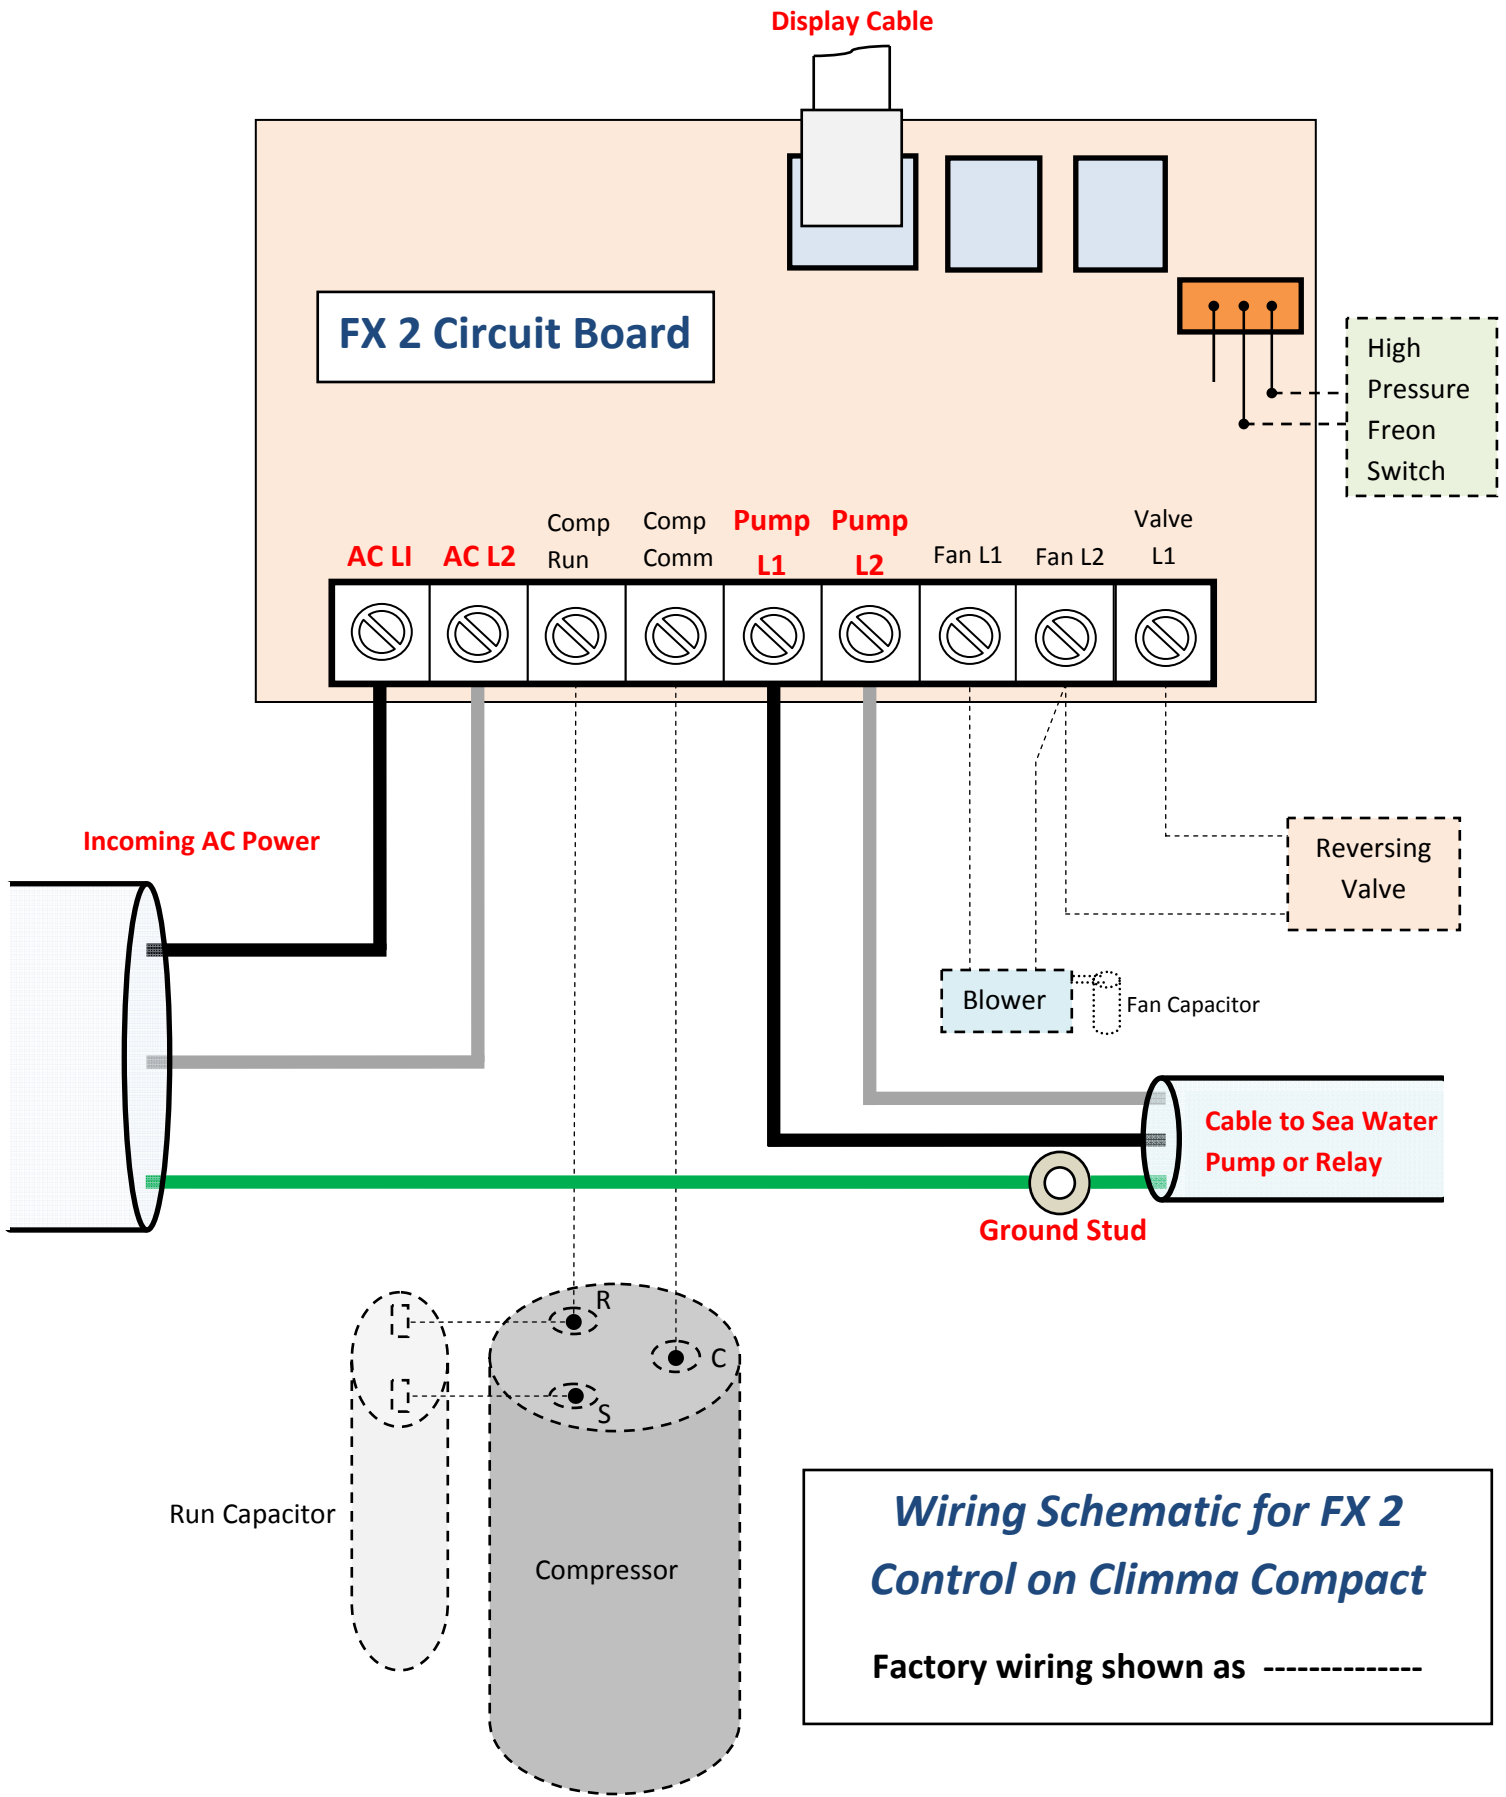 Display Cable
FX 2 Circuit Board
High
Pressure
Freon
Switch
AC LI
AC L2
Comp
Run
Comp
Comm
Pump
L1
Pump
L2
Fan L1
Fan L2
Valve
L1
Incoming AC Power
Reversing
Valve
Blower
Fan Capacitor
Cable to Sea Water
Pump or Relay
Ground Stud
R
C
S
Run Capacitor
Compressor
Wiring Schematic for FX 2
Control on Climma Compact
Factory wiring shown as --------------